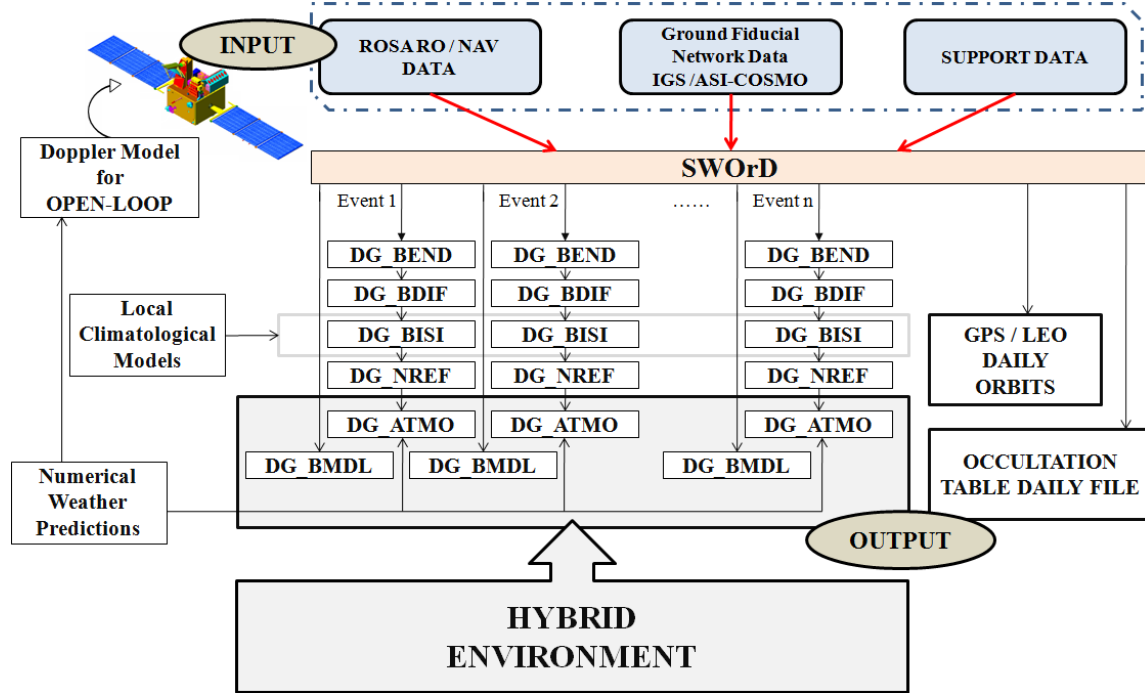 INPUT
ROSA RO / NAV
DATA
Ground Fiducial
Network Data
IGS /ASI-COSMO
SUPPORT DATA
Doppler Model
for
OPEN-LOOP
SWOrD
Event 1
Event 2
......
Event n
DG_BEND
DG_BEND
DG_BEND
DG_BDIF
DG_BDIF
DG_BDIF
Local
Climatological
Models
DG_BISI
DG_BISI
DG_BISI
GPS / LEO
DAILY
ORBITS
DG_NREF
DG_NREF
DG_NREF
DG_ATMO
DG_ATMO
DG_ATMO
DG_BMDL
DG_BMDL
DG_BMDL
Numerical
Weather
Predictions
OCCULTATION
TABLE DAILY FILE
OUTPUT
HYBRID
ENVIRONMENT